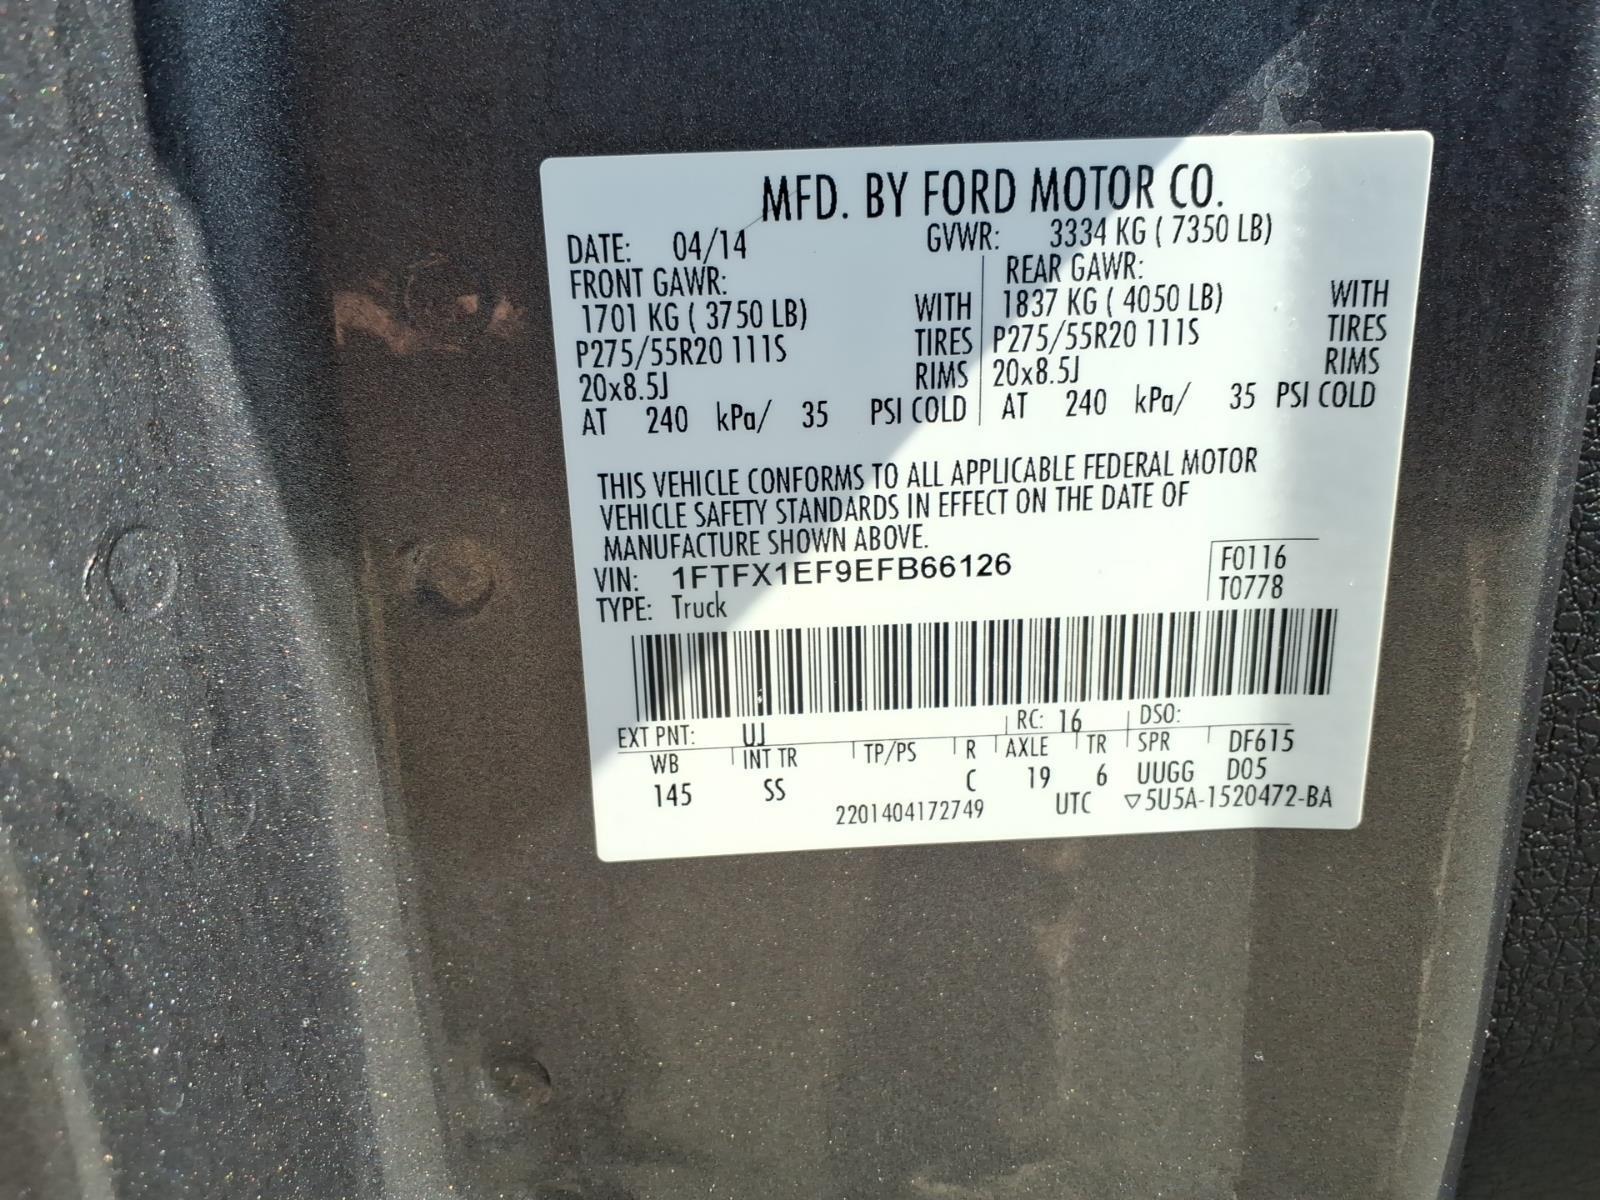 MFD. BY FORD MOTOR CO.
DATE: 04/14 GVWR: 3334 KG ( 7350 LB)
FRONT GAWR: REAR GAWR:
1701 KG ( 3750 LB) WITH 1837 KG ( 4050 LB) WITH
P275/55R20 111S TIRES P275/55R20 111S TIRES
20x8.5J RIMS 20x8.5J RIMS
AT 240 kPa/ 35 PSI COLD AT 240 kPa/ 35 PSI COLD
THIS VEHICLE CONFORMS TO ALL APPLICABLE FEDERAL MOTOR
VEHICLE SAFETY STANDARDS IN EFFECT ON THE DATE OF
MANUFACTURE SHOWN ABOVE.
VIN: 1FTFX1EF9EFB66126 F0116
TYPE: Truck T0778
EXT PNT: UJ RC: 16 DSO:
WB INT TR TP/PS R AXLE TR SPR DF615
145 SS C 19 6 UUGG D05
2201404172749 UTC ▽5U5A-1520472-BA